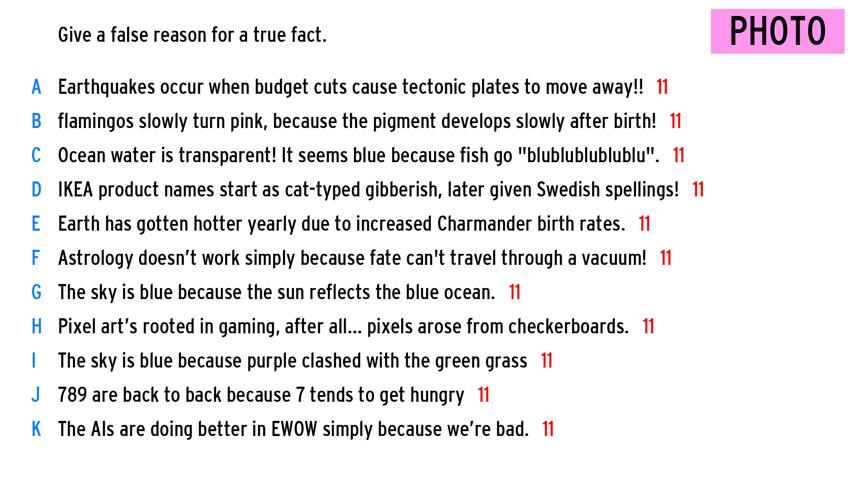 Give a false reason for a true fact.
PHOTO
A Earthquakes occur when budget cuts cause tectonic plates to move away!! 11
B flamingos slowly turn pink, because the pigment develops slowly after birth! 11
C Ocean water is transparent! It seems blue because fish go "blublublublublu". 11
D IKEA product names start as cat-typed gibberish, later given Swedish spellings! 11
E Earth has gotten hotter yearly due to increased Charmander birth rates. 11
F Astrology doesn’t work simply because fate can't travel through a vacuum! 11
G The sky is blue because the sun reflects the blue ocean. 11
H Pixel art’s rooted in gaming, after all... pixels arose from checkerboards. 11
I The sky is blue because purple clashed with the green grass 11
J 789 are back to back because 7 tends to get hungry 11
K The AIs are doing better in EWOW simply because we’re bad. 11